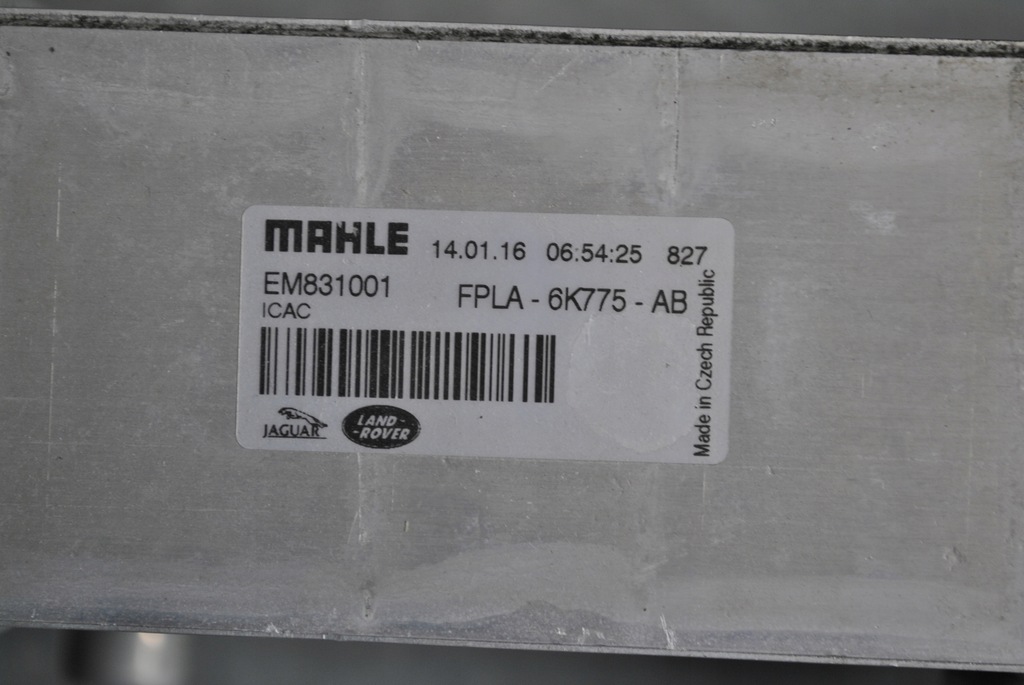 MAHLE 14.01.16 06:54:25 827
EM831001 FPLA - 6K775 - AB
ICAC
JAGUAR LAND-
-ROVER
Made in Czech Republic